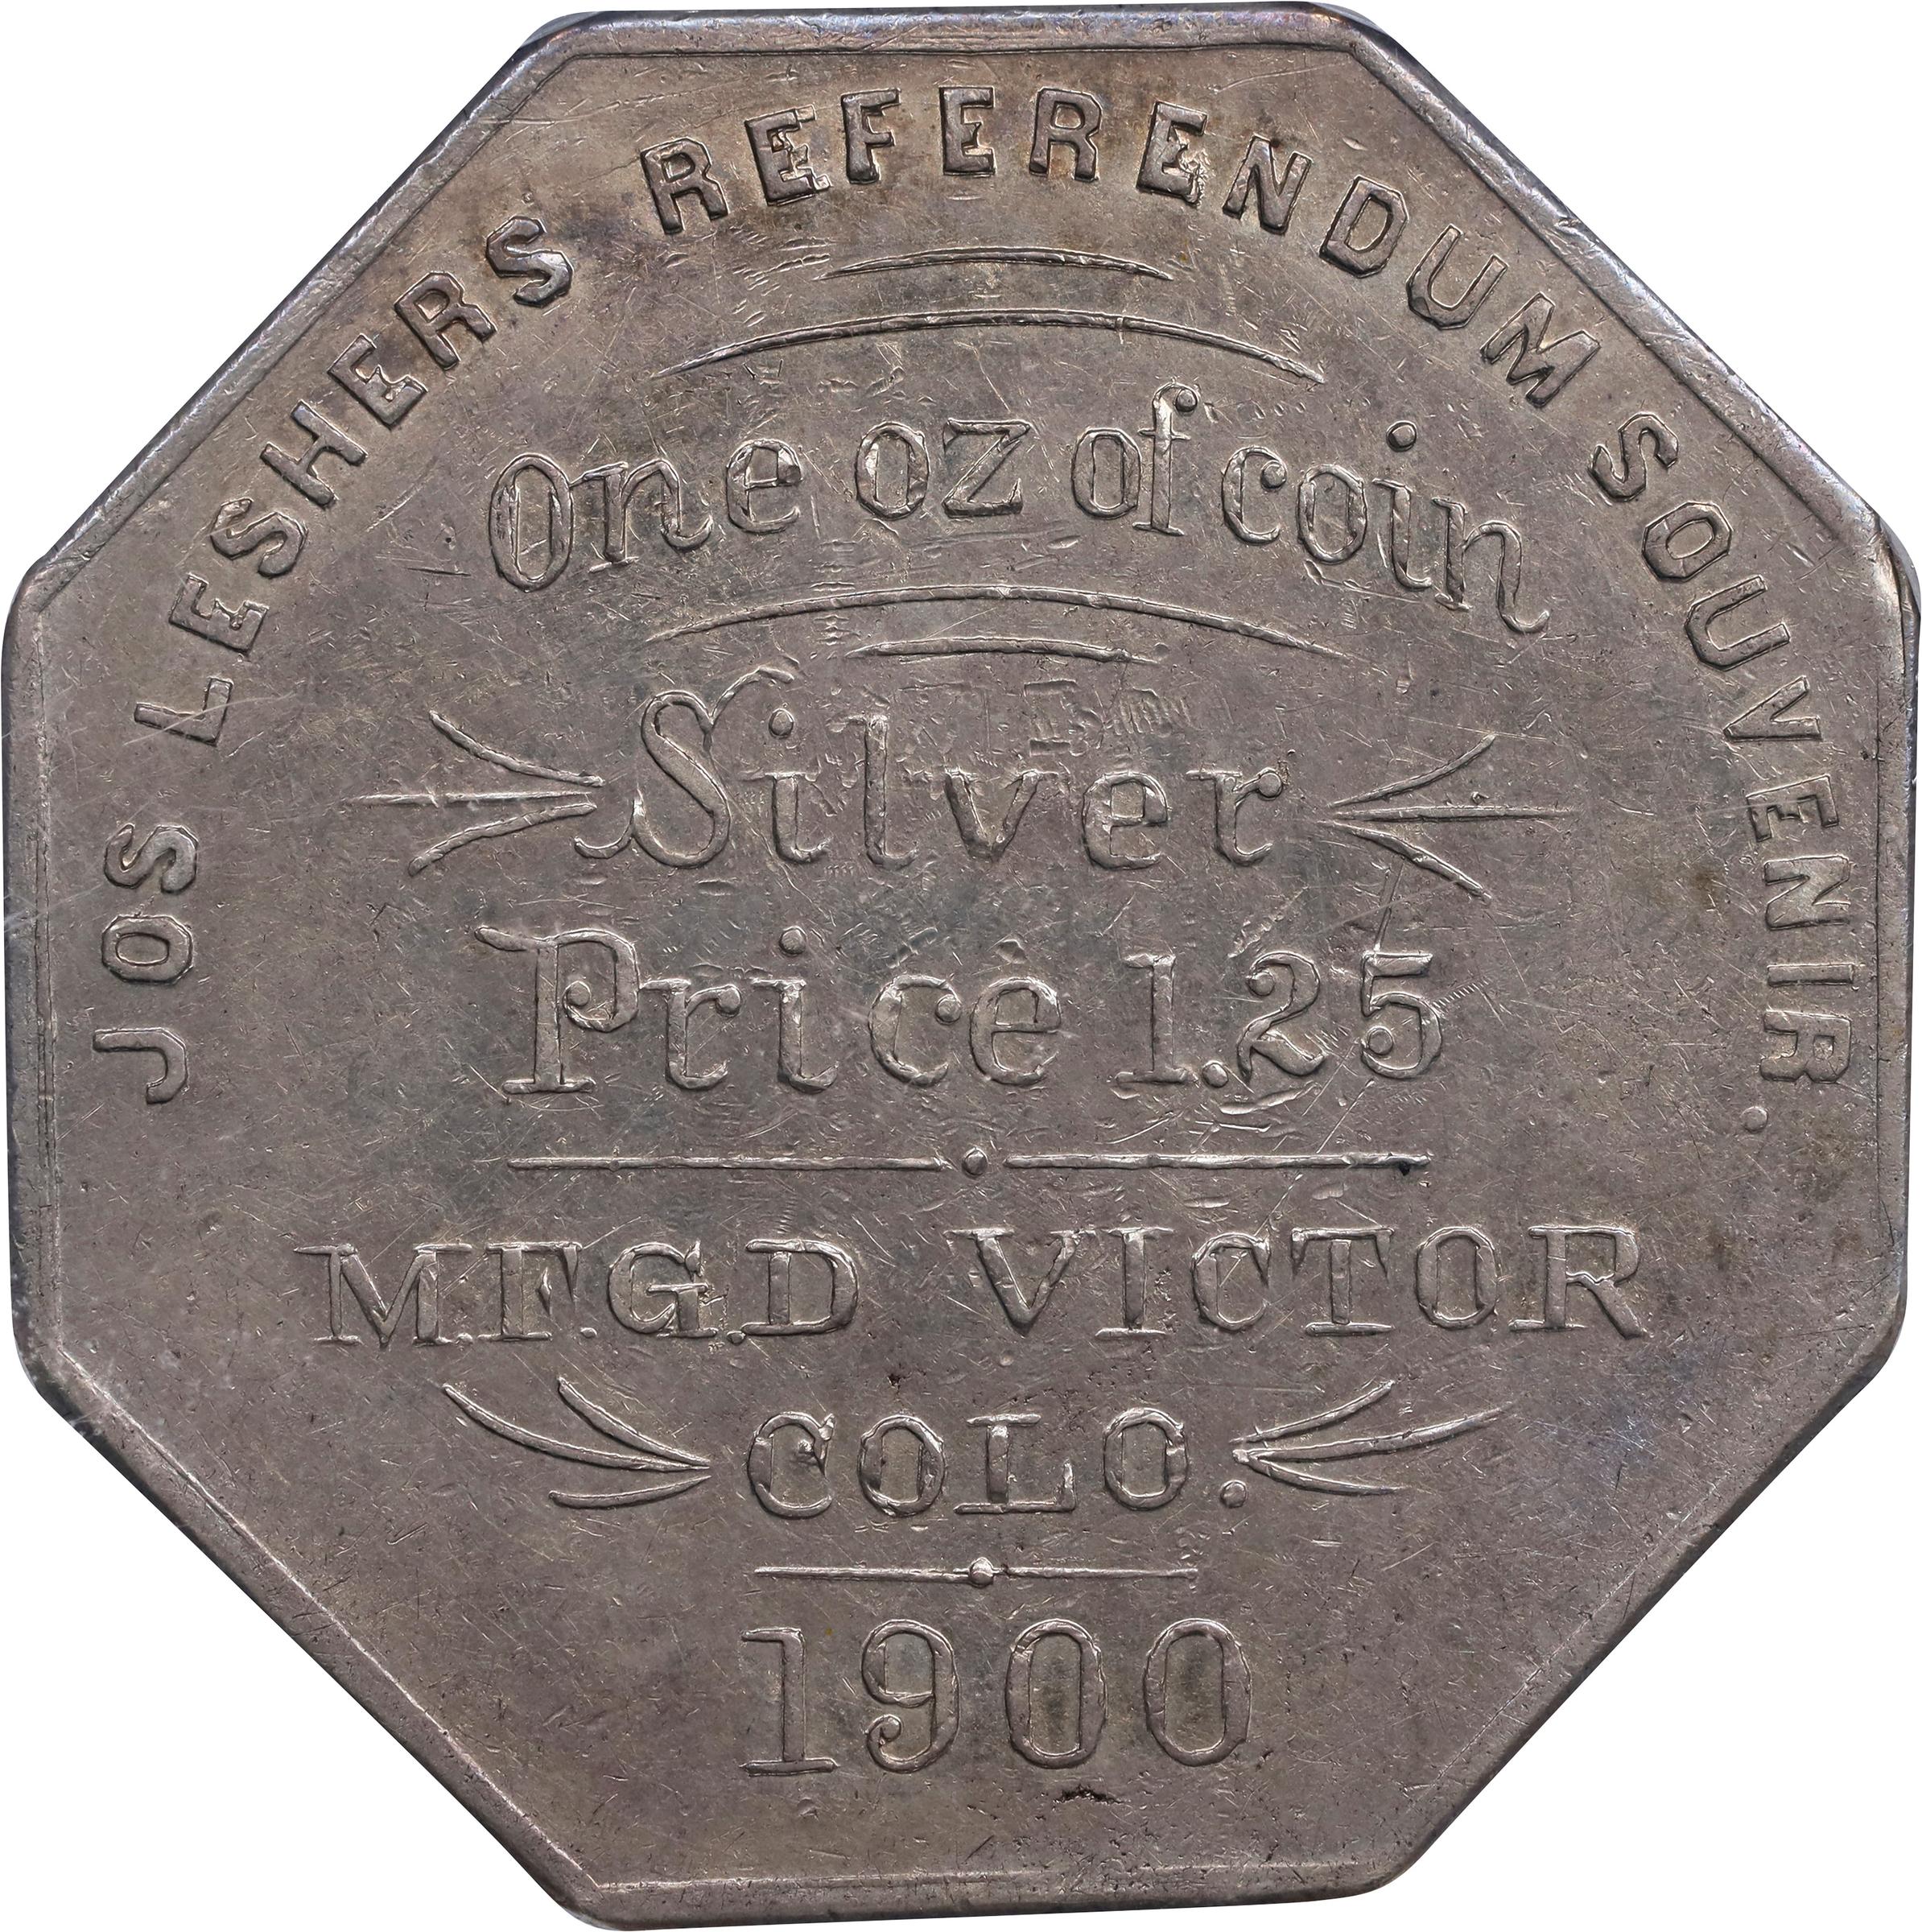 JOS LESHERS REFERENDUM SOUVENIR.
One oz of coin
Silver
Price 1.25
M.F.G.D VICTOR
COLO.
1900